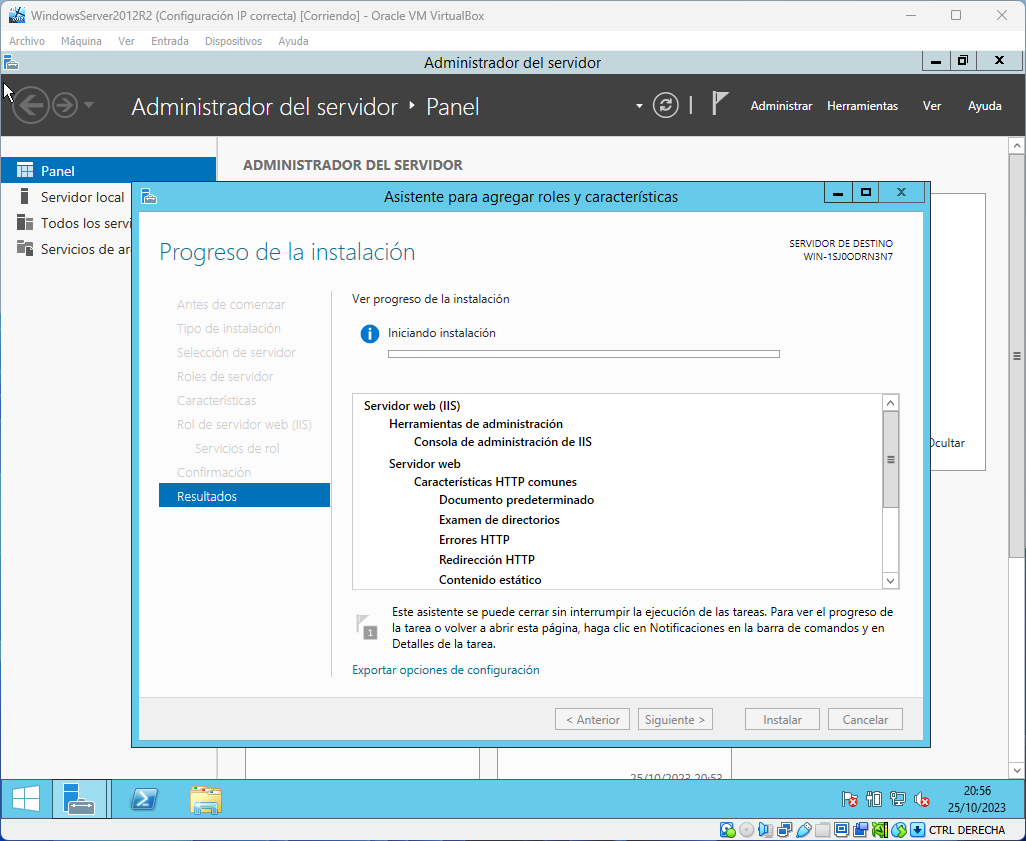 WindowsServer2012R2 (Configuración IP correcta) [Corriendo] - Oracle VM VirtualBox
Archivo Máquina Ver Entrada Dispositivos Ayuda
Administrador del servidor
Administrador del servidor ‣ Panel
Administrar Herramientas Ver Ayuda
Panel
Servidor local
Todos los servi
Servicios de ar
ADMINISTRADOR DEL SERVIDOR
Asistente para agregar roles y características
Progreso de la instalación
SERVIDOR DE DESTINO
WIN-1SJ0ODRN3N7
Antes de comenzar
Tipo de instalación
Selección de servidor
Roles de servidor
Características
Rol de servidor web (IIS)
Servicios de rol
Confirmación
Resultados
Ver progreso de la instalación
Iniciando instalación
Servidor web (IIS)
Herramientas de administración
Consola de administración de IIS
Servidor web
Características HTTP comunes
Documento predeterminado
Examen de directorios
Errores HTTP
Redirección HTTP
Contenido estático
1
Este asistente se puede cerrar sin interrumpir la ejecución de las tareas. Para ver el progreso de
la tarea o volver a abrir esta página, haga clic en Notificaciones en la barra de comandos y en
Detalles de la tarea.
Exportar opciones de configuración
< Anterior Siguiente > Instalar Cancelar
Ocultar
25/10/2023 20:53
20:56
25/10/2023
CTRL DERECHA